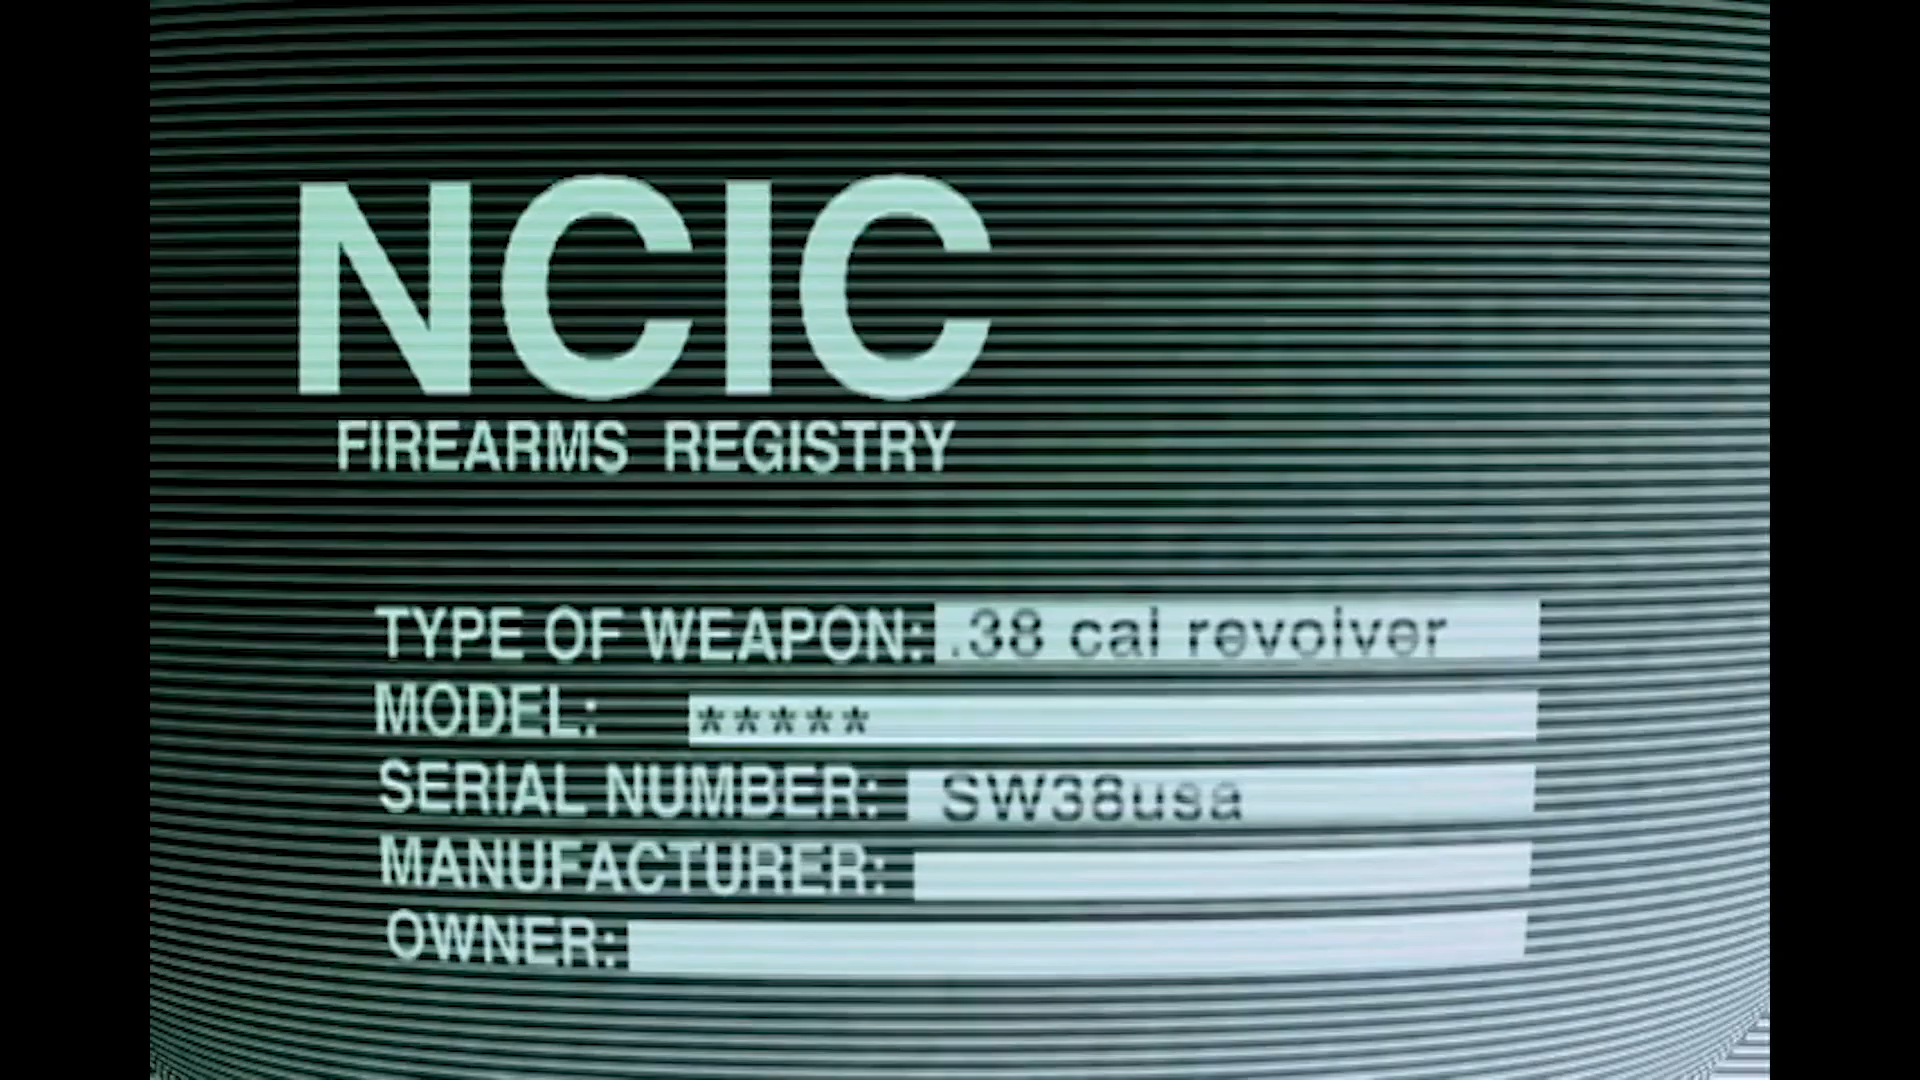 NCIC
FIREARMS REGISTRY
TYPE OF WEAPON: .38 cal revolver
MODEL: *****
SERIAL NUMBER: SW38usa
MANUFACTURER:
OWNER: